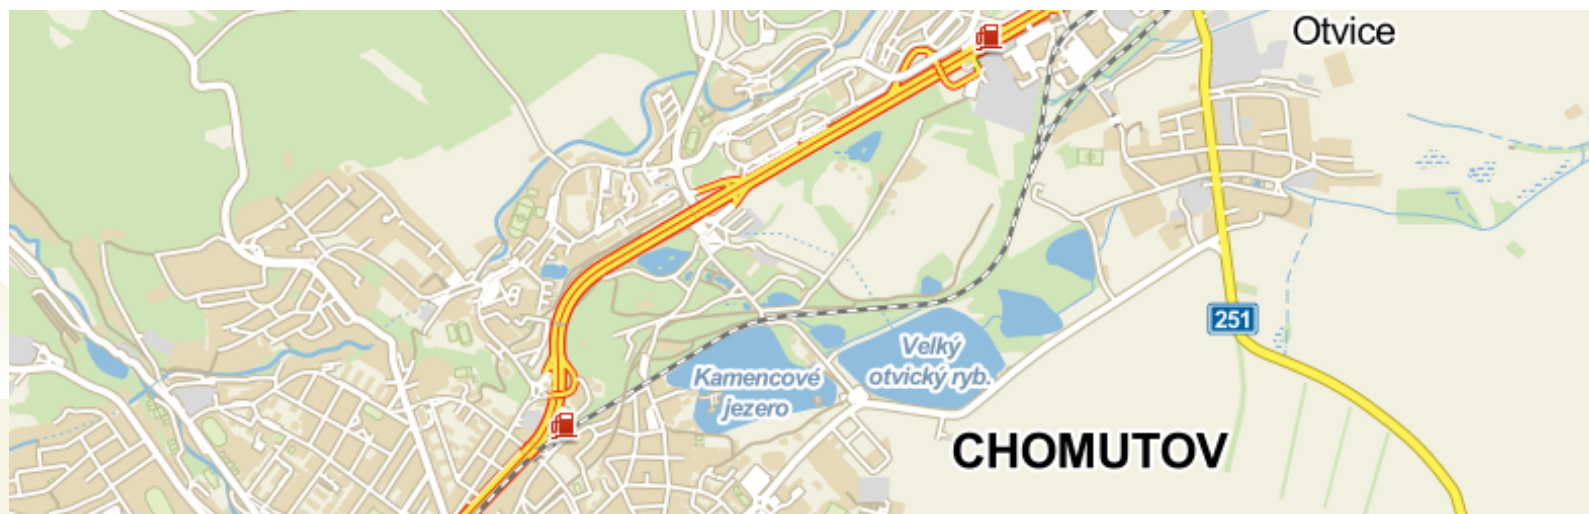 Otvice
251
Velký
otvický ryb.
Kamencové
jezero
CHOMUTOV